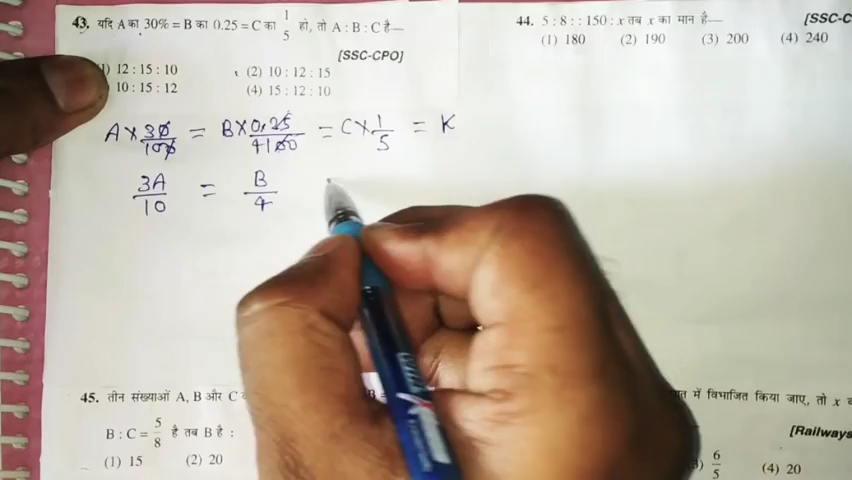 43. यदि A का 30% = B का 0.25 = C का 1/5 हो, तो A : B : C है—
[SSC-CPO]
1) 12 : 15 : 10 (2) 10 : 12 : 15
10 : 15 : 12 (4) 15 : 12 : 10
A × 30/100 = B × 0.25/4100 = C × 1/5 = K
3A/10 = B/4
44. 5 : 8 : : 150 : x तब x का मान है—
[SSC-C
(1) 180 (2) 190 (3) 200 (4) 240
45. तीन संख्याओं A, B और C
B : C = 5/8 है तब B है :
(1) 15 (2) 20
में विभाजित किया जाए, तो x
[Railways
6/5 (4) 20